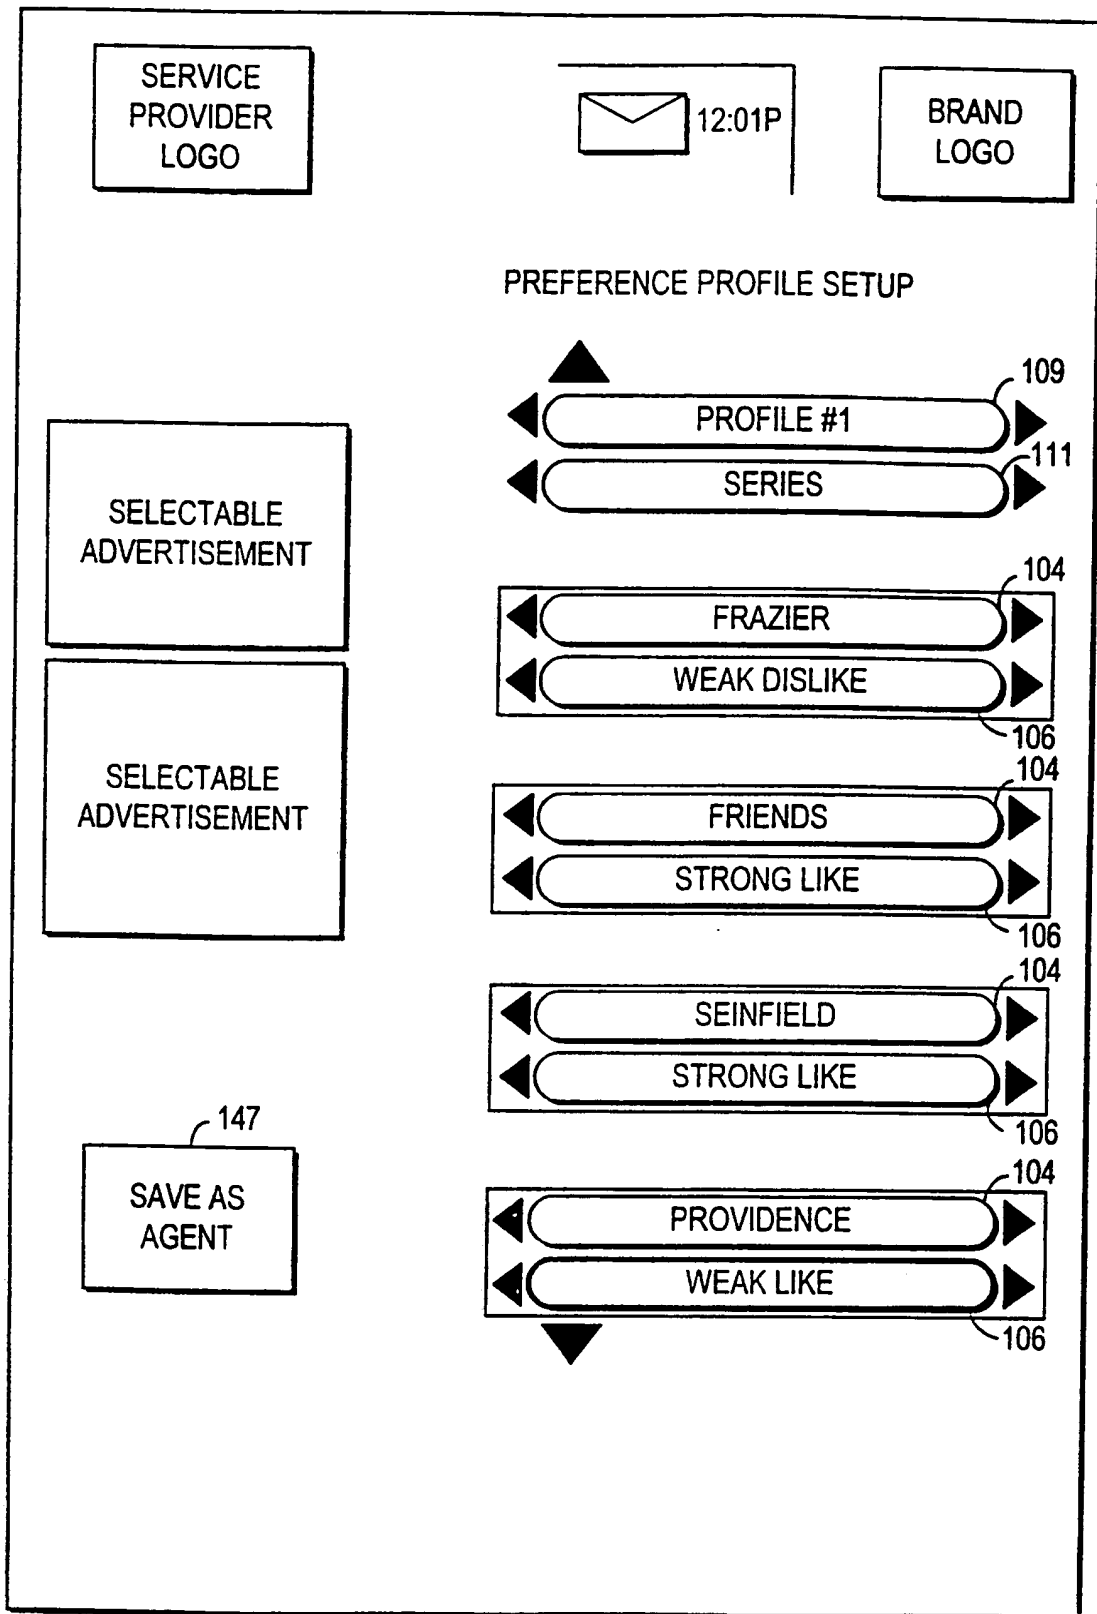 SERVICE
PROVIDER
LOGO
12:01P
BRAND
LOGO
PREFERENCE PROFILE SETUP
109
PROFILE #1
111
SERIES
SELECTABLE
ADVERTISEMENT
104
FRAZIER
WEAK DISLIKE
106
SELECTABLE
ADVERTISEMENT
104
FRIENDS
STRONG LIKE
106
104
SEINFIELD
STRONG LIKE
106
147
SAVE AS
AGENT
104
PROVIDENCE
WEAK LIKE
106